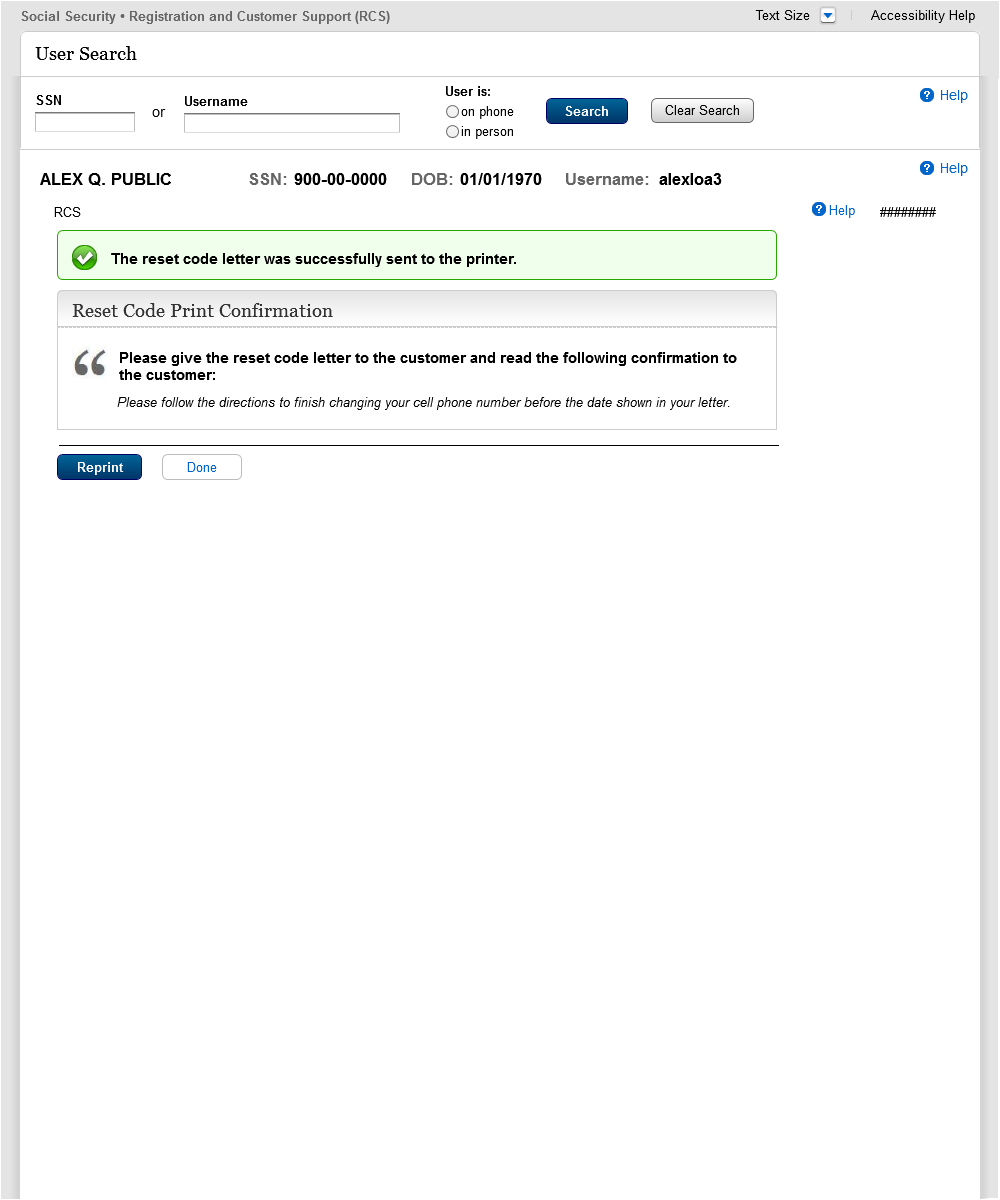 Social Security • Registration and Customer Support (RCS)
Text Size
Accessibility Help
User Search
SSN
or
Username
User is:
on phone
in person
Search
Clear Search
? Help
ALEX Q. PUBLIC SSN: 900-00-0000 DOB: 01/01/1970 Username: alexloa3
? Help
RCS
? Help
########
The reset code letter was successfully sent to the printer.
Reset Code Print Confirmation
“ Please give the reset code letter to the customer and read the following confirmation to
the customer:
Please follow the directions to finish changing your cell phone number before the date shown in your letter.
Reprint
Done